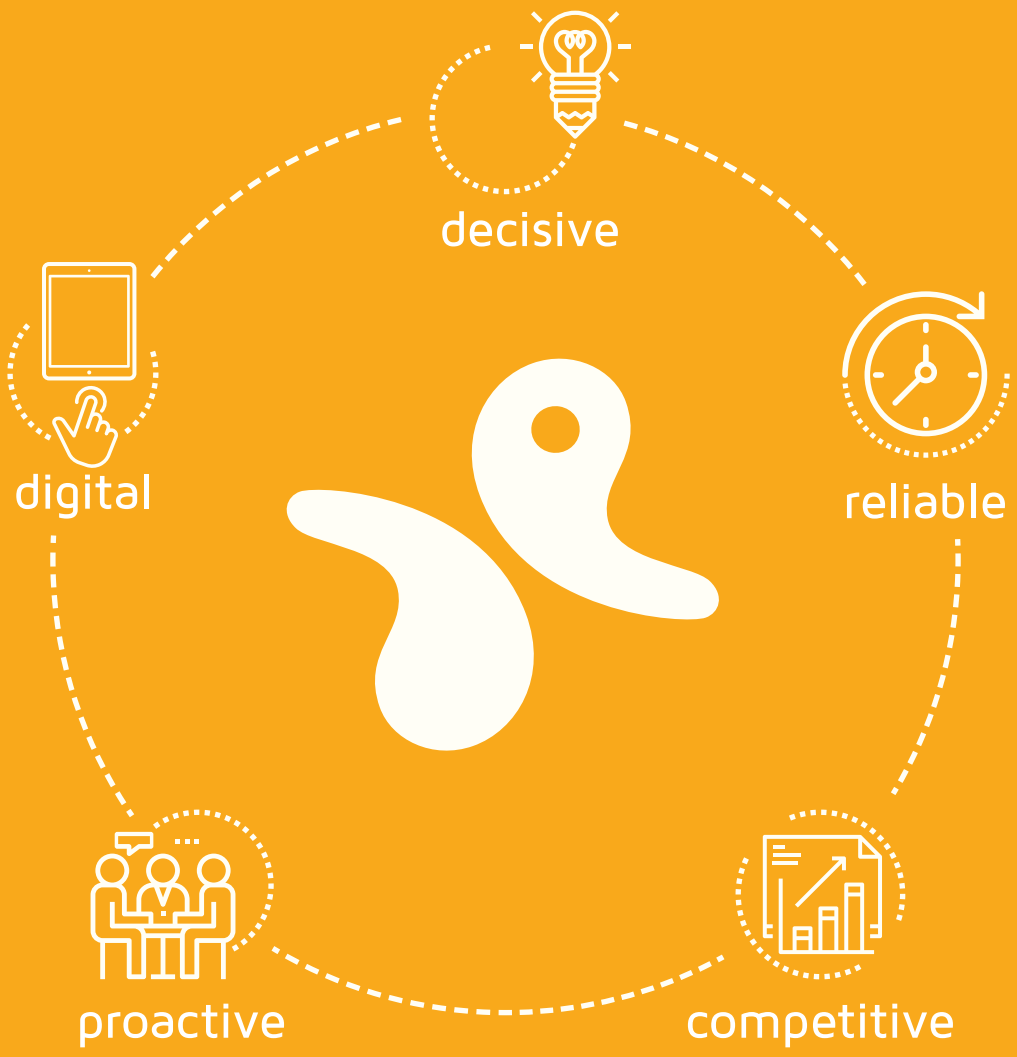 decisive
digital
reliable
proactive
competitive